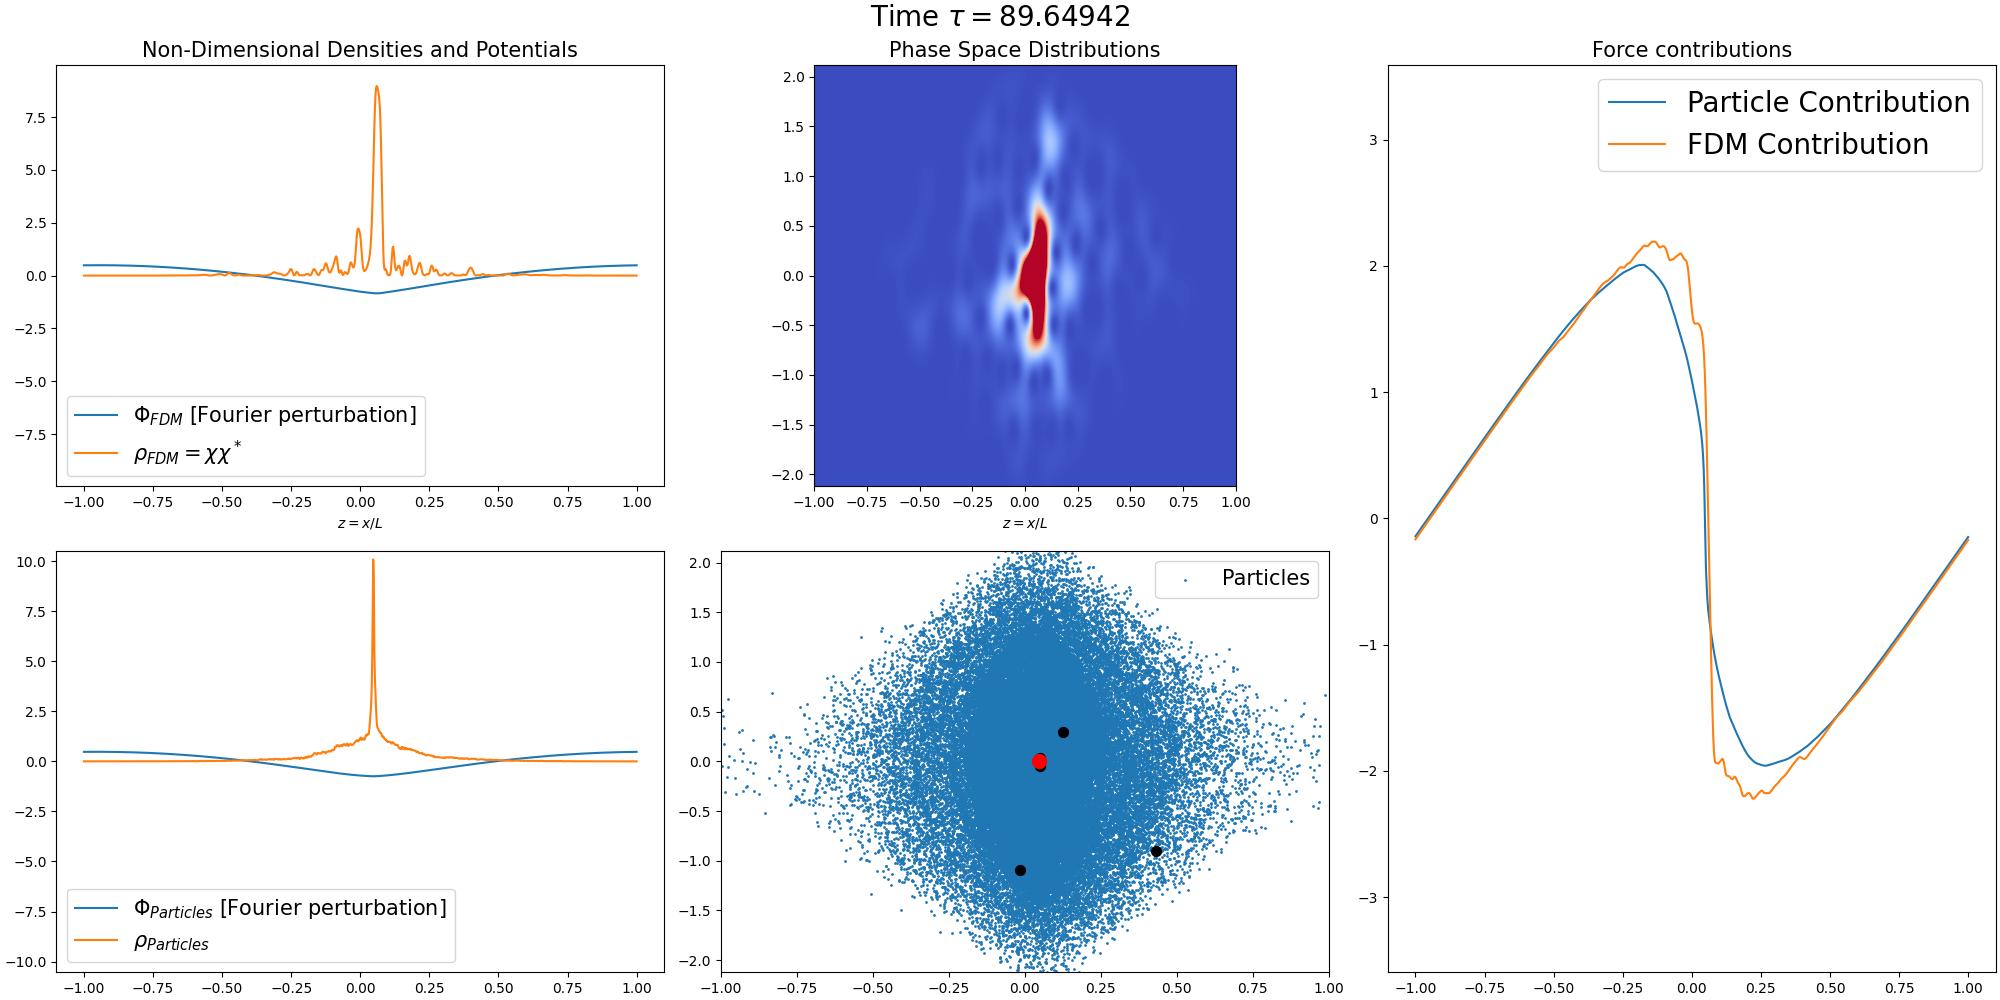 Time τ = 89.64942
Non-Dimensional Densities and Potentials
7.5
5.0
2.5
0.0
−2.5
−5.0
−7.5
Φ_FDM [Fourier perturbation]
ρ_FDM = χχ*
−1.00 −0.75 −0.50 −0.25 0.00 0.25 0.50 0.75 1.00
z = x/L
Phase Space Distributions
2.0
1.5
1.0
0.5
0.0
−0.5
−1.0
−1.5
−2.0
−1.00 −0.75 −0.50 −0.25 0.00 0.25 0.50 0.75 1.00
z = x/L
Force contributions
Particle Contribution
FDM Contribution
3
2
1
0
−1
−2
−3
−1.00 −0.75 −0.50 −0.25 0.00 0.25 0.50 0.75 1.00
10.0
7.5
5.0
2.5
0.0
−2.5
−5.0
−7.5
−10.0
Φ_Particles [Fourier perturbation]
ρ_Particles
−1.00 −0.75 −0.50 −0.25 0.00 0.25 0.50 0.75 1.00
Particles
2.0
1.5
1.0
0.5
0.0
−0.5
−1.0
−1.5
−2.0
−1.00 −0.75 −0.50 −0.25 0.00 0.25 0.50 0.75 1.00